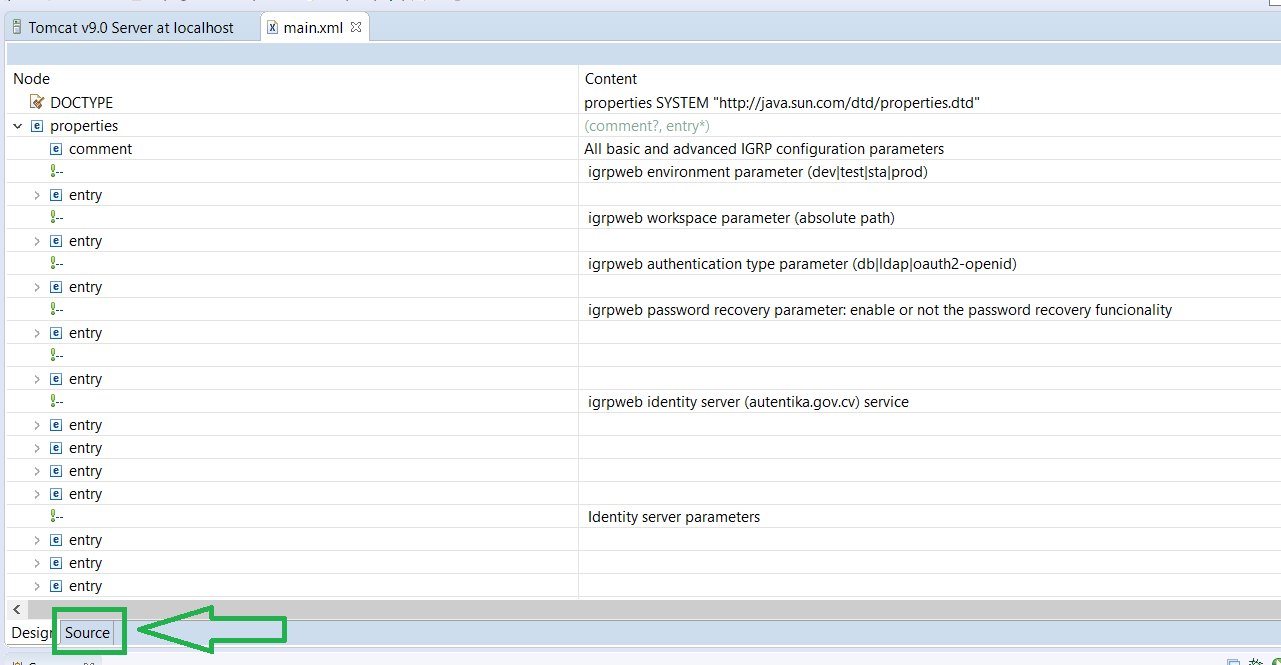 Tomcat v9.0 Server at localhost main.xml
Node Content
DOCTYPE properties SYSTEM "http://java.sun.com/dtd/properties.dtd"
properties (comment?, entry*)
comment All basic and advanced IGRP configuration parameters
!-- igrpweb environment parameter (dev|test|sta|prod)
entry
!-- igrpweb workspace parameter (absolute path)
entry
!-- igrpweb authentication type parameter (db|ldap|oauth2-openid)
entry
!-- igrpweb password recovery parameter: enable or not the password recovery funcionality
entry
!--
entry
!-- igrpweb identity server (autentika.gov.cv) service
entry
entry
entry
entry
!-- Identity server parameters
entry
entry
entry
Design Source